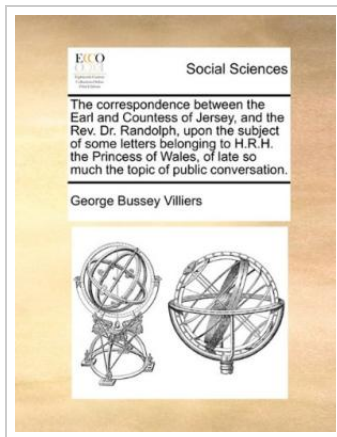 ECCO
Social Sciences
The correspondence between the
Earl and Countess of Jersey, and the
Rev. Dr. Randolph, upon the subject
of some letters belonging to H.R.H.
the Princess of Wales, of late so
much the topic of public conversation.
George Bussey Villiers